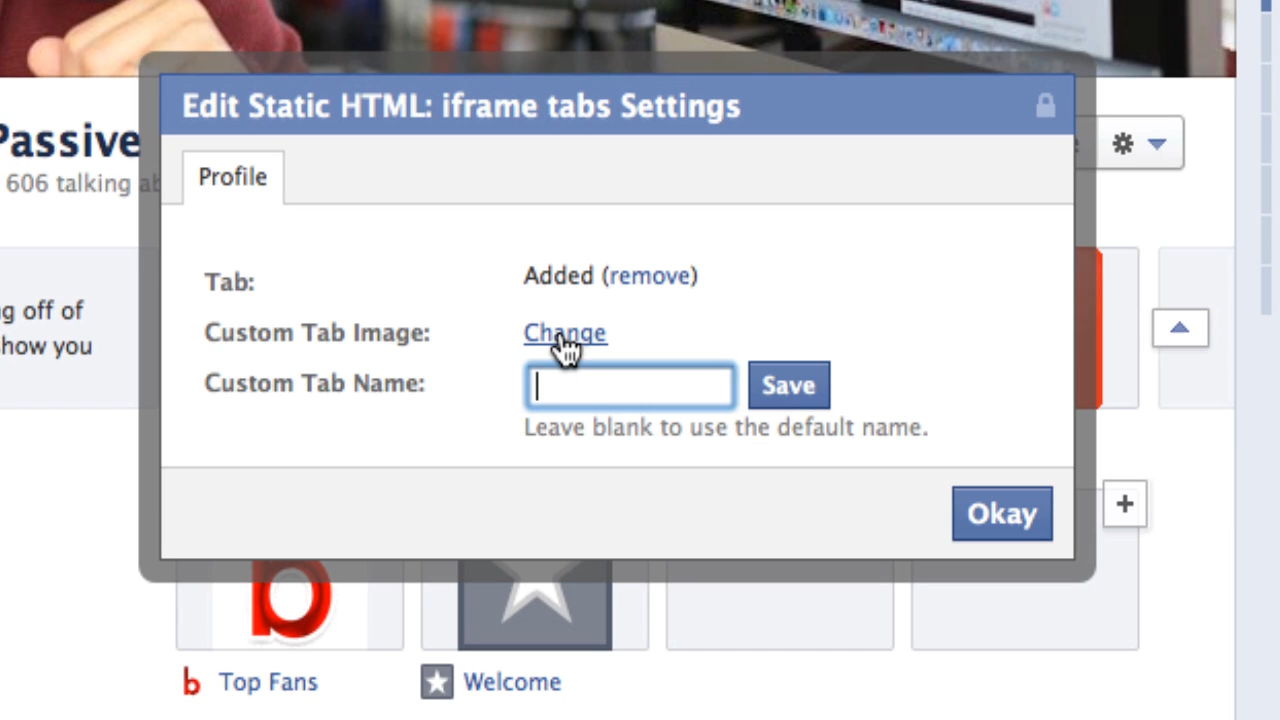 Edit Static HTML: iframe tabs Settings
Passive
606 talking ab
Profile
Tab: Added (remove)
g off of
Custom Tab Image: Change
how you
Custom Tab Name: Save
Leave blank to use the default name.
Okay
+
b
b Top Fans Welcome